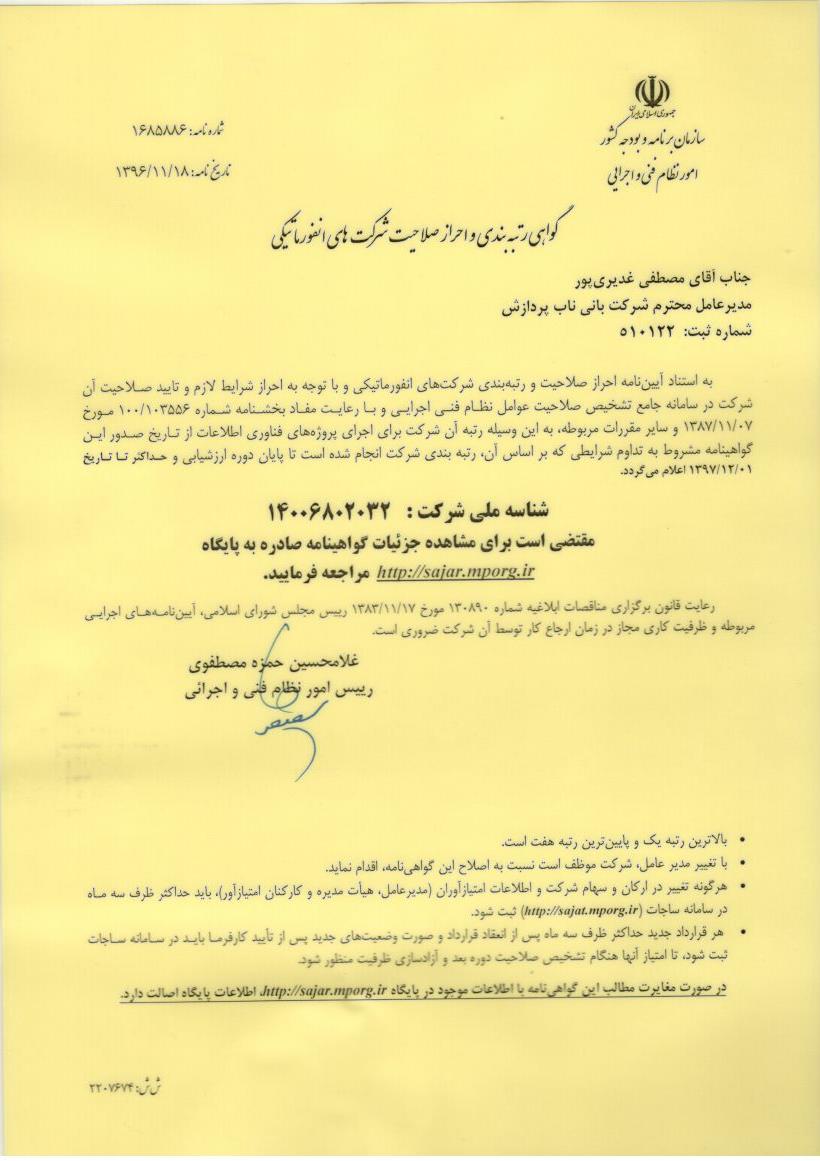 جمهوری اسلامی ایران
سازمان برنامه و بودجه کشور
امور نظام فنی و اجرایی
شماره نامه: ۱۶۸۵۸۸۶
تاریخ نامه: ۱۳۹۶/۱۱/۱۸
گواهی رتبه بندی و احراز صلاحیت شرکت های انفورماتیکی
جناب آقای مصطفی غدیری‌پور
مدیرعامل محترم شرکت بانی ناب پردازش
شماره ثبت: ۵۱۰۱۲۲
به استناد آیین‌نامه احراز صلاحیت و رتبه‌بندی شرکت‌های انفورماتیکی و با توجه به احراز شرایط لازم و تایید صلاحیت آن
شرکت در سامانه جامع تشخیص صلاحیت عوامل نظام فنی اجرایی و با رعایت مفاد بخشنامه شماره ۱۰۰/۱۰۳۵۵۶ مورخ
۱۳۸۷/۱۱/۰۷ و سایر مقررات مربوطه، به این وسیله رتبه آن شرکت برای اجرای پروژه‌های فناوری اطلاعات از تاریخ صدور این
گواهینامه مشروط به تداوم شرایطی که بر اساس آن، رتبه بندی شرکت انجام شده است تا پایان دوره ارزشیابی و حداکثر تا تاریخ
۱۳۹۷/۱۲/۰۱ اعلام می‌گردد.
شناسه ملی شرکت : ۱۴۰۰۶۸۰۲۰۳۲
مقتضی است برای مشاهده جزئیات گواهینامه صادره به پایگاه
http://sajar.mporg.ir مراجعه فرمایید.
رعایت قانون برگزاری مناقصات ابلاغیه شماره ۱۳۰۸۹۰ مورخ ۱۳۸۳/۱۱/۱۷ رییس مجلس شورای اسلامی، آیین‌نامه‌های اجرایی
مربوطه و ظرفیت کاری مجاز در زمان ارجاع کار توسط آن شرکت ضروری است.
غلامحسین حمزه مصطفوی
رییس امور نظام فنی و اجرائی
• بالاترین رتبه یک و پایین‌ترین رتبه هفت است.
• با تغییر مدیر عامل، شرکت موظف است نسبت به اصلاح این گواهی‌نامه، اقدام نماید.
• هرگونه تغییر در ارکان و سهام شرکت و اطلاعات امتیازآوران (مدیرعامل، هیأت مدیره و کارکنان امتیازآور)، باید حداکثر ظرف سه ماه
در سامانه ساجات (http://sajat.mporg.ir) ثبت شود.
• هر قرارداد جدید حداکثر ظرف سه ماه پس از انعقاد قرارداد و صورت وضعیت‌های جدید پس از تأیید کارفرما باید در سامانه ساجات
ثبت شود، تا امتیاز آنها هنگام تشخیص صلاحیت دوره بعد و آزادسازی ظرفیت منظور شود.
در صورت مغایرت مطالب این گواهی‌نامه با اطلاعات موجود در پایگاه http://sajar.mporg.ir، اطلاعات پایگاه اصالت دارد.
ش ش: ۲۲۰۷۶۷۴